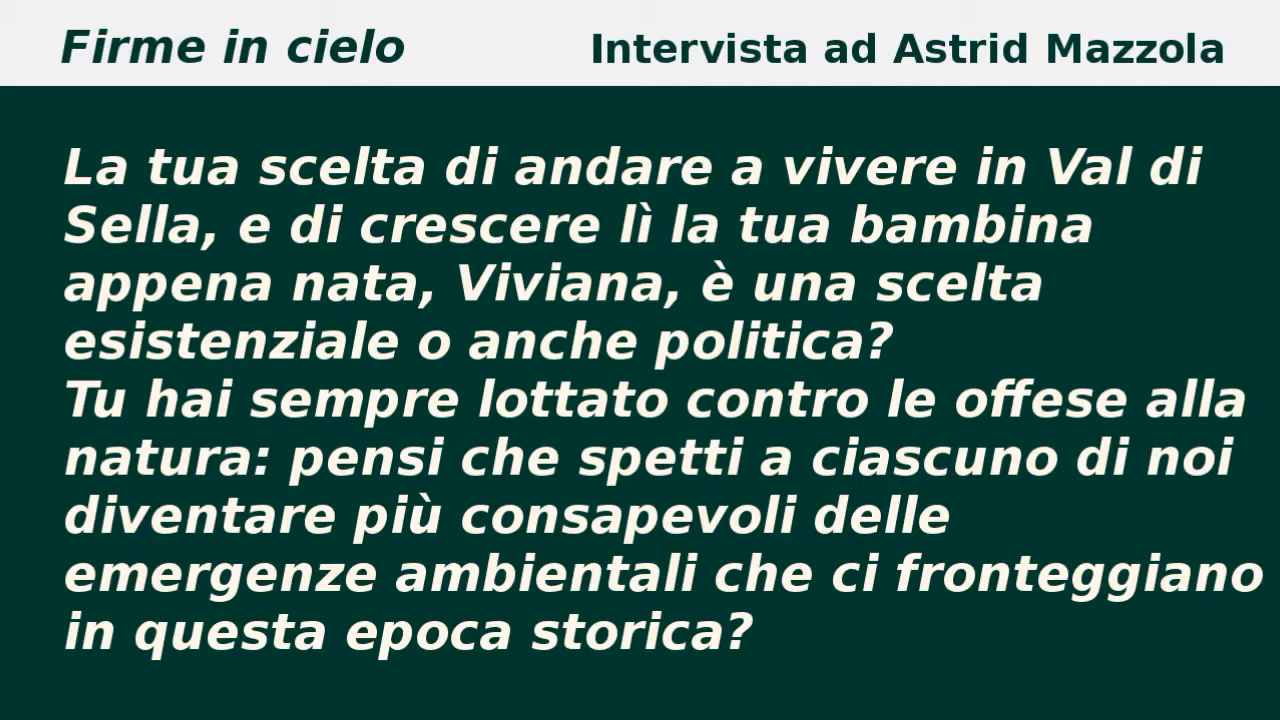 Firme in cielo
Intervista ad Astrid Mazzola
La tua scelta di andare a vivere in Val di
Sella, e di crescere lì la tua bambina
appena nata, Viviana, è una scelta
esistenziale o anche politica?
Tu hai sempre lottato contro le offese alla
natura: pensi che spetti a ciascuno di noi
diventare più consapevoli delle
emergenze ambientali che ci fronteggiano
in questa epoca storica?